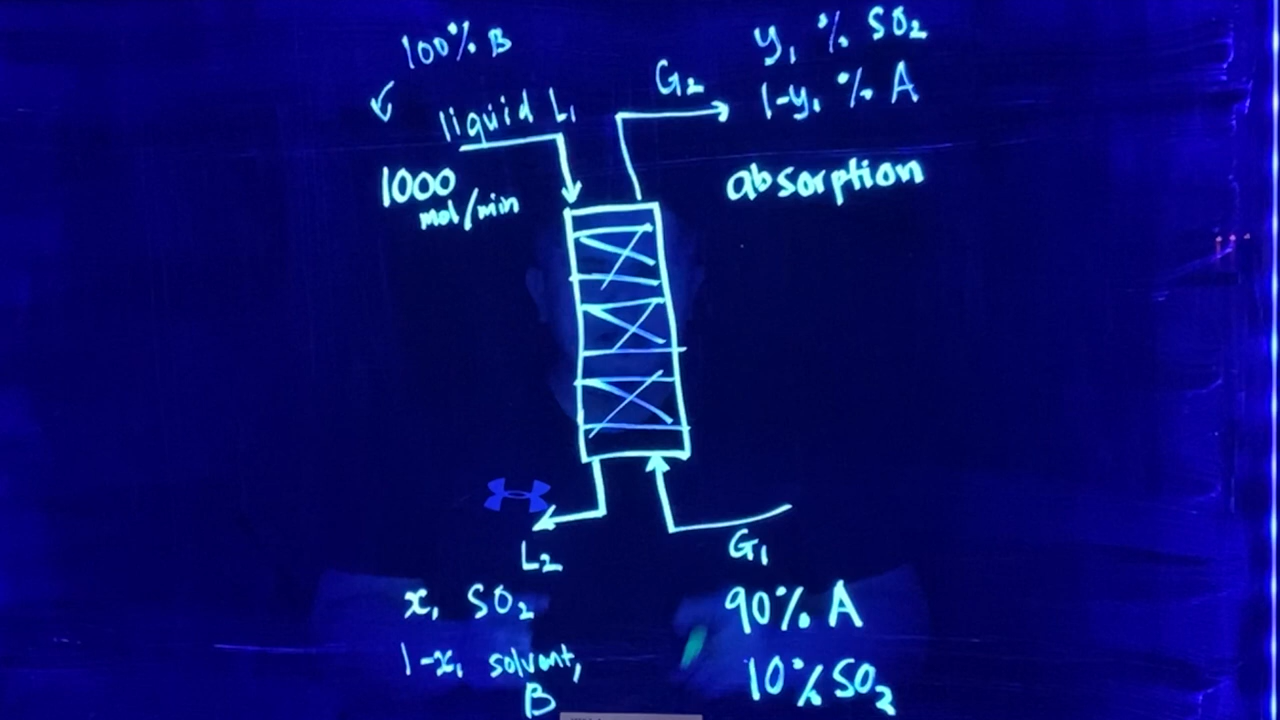 100% B
liquid L₁
1000
mol/min
G₂
y₁ % SO₂
1-y₁ % A
absorption
L₂
x₁ SO₂
1-x₁ solvent,
B
G₁
90% A
10% SO₂